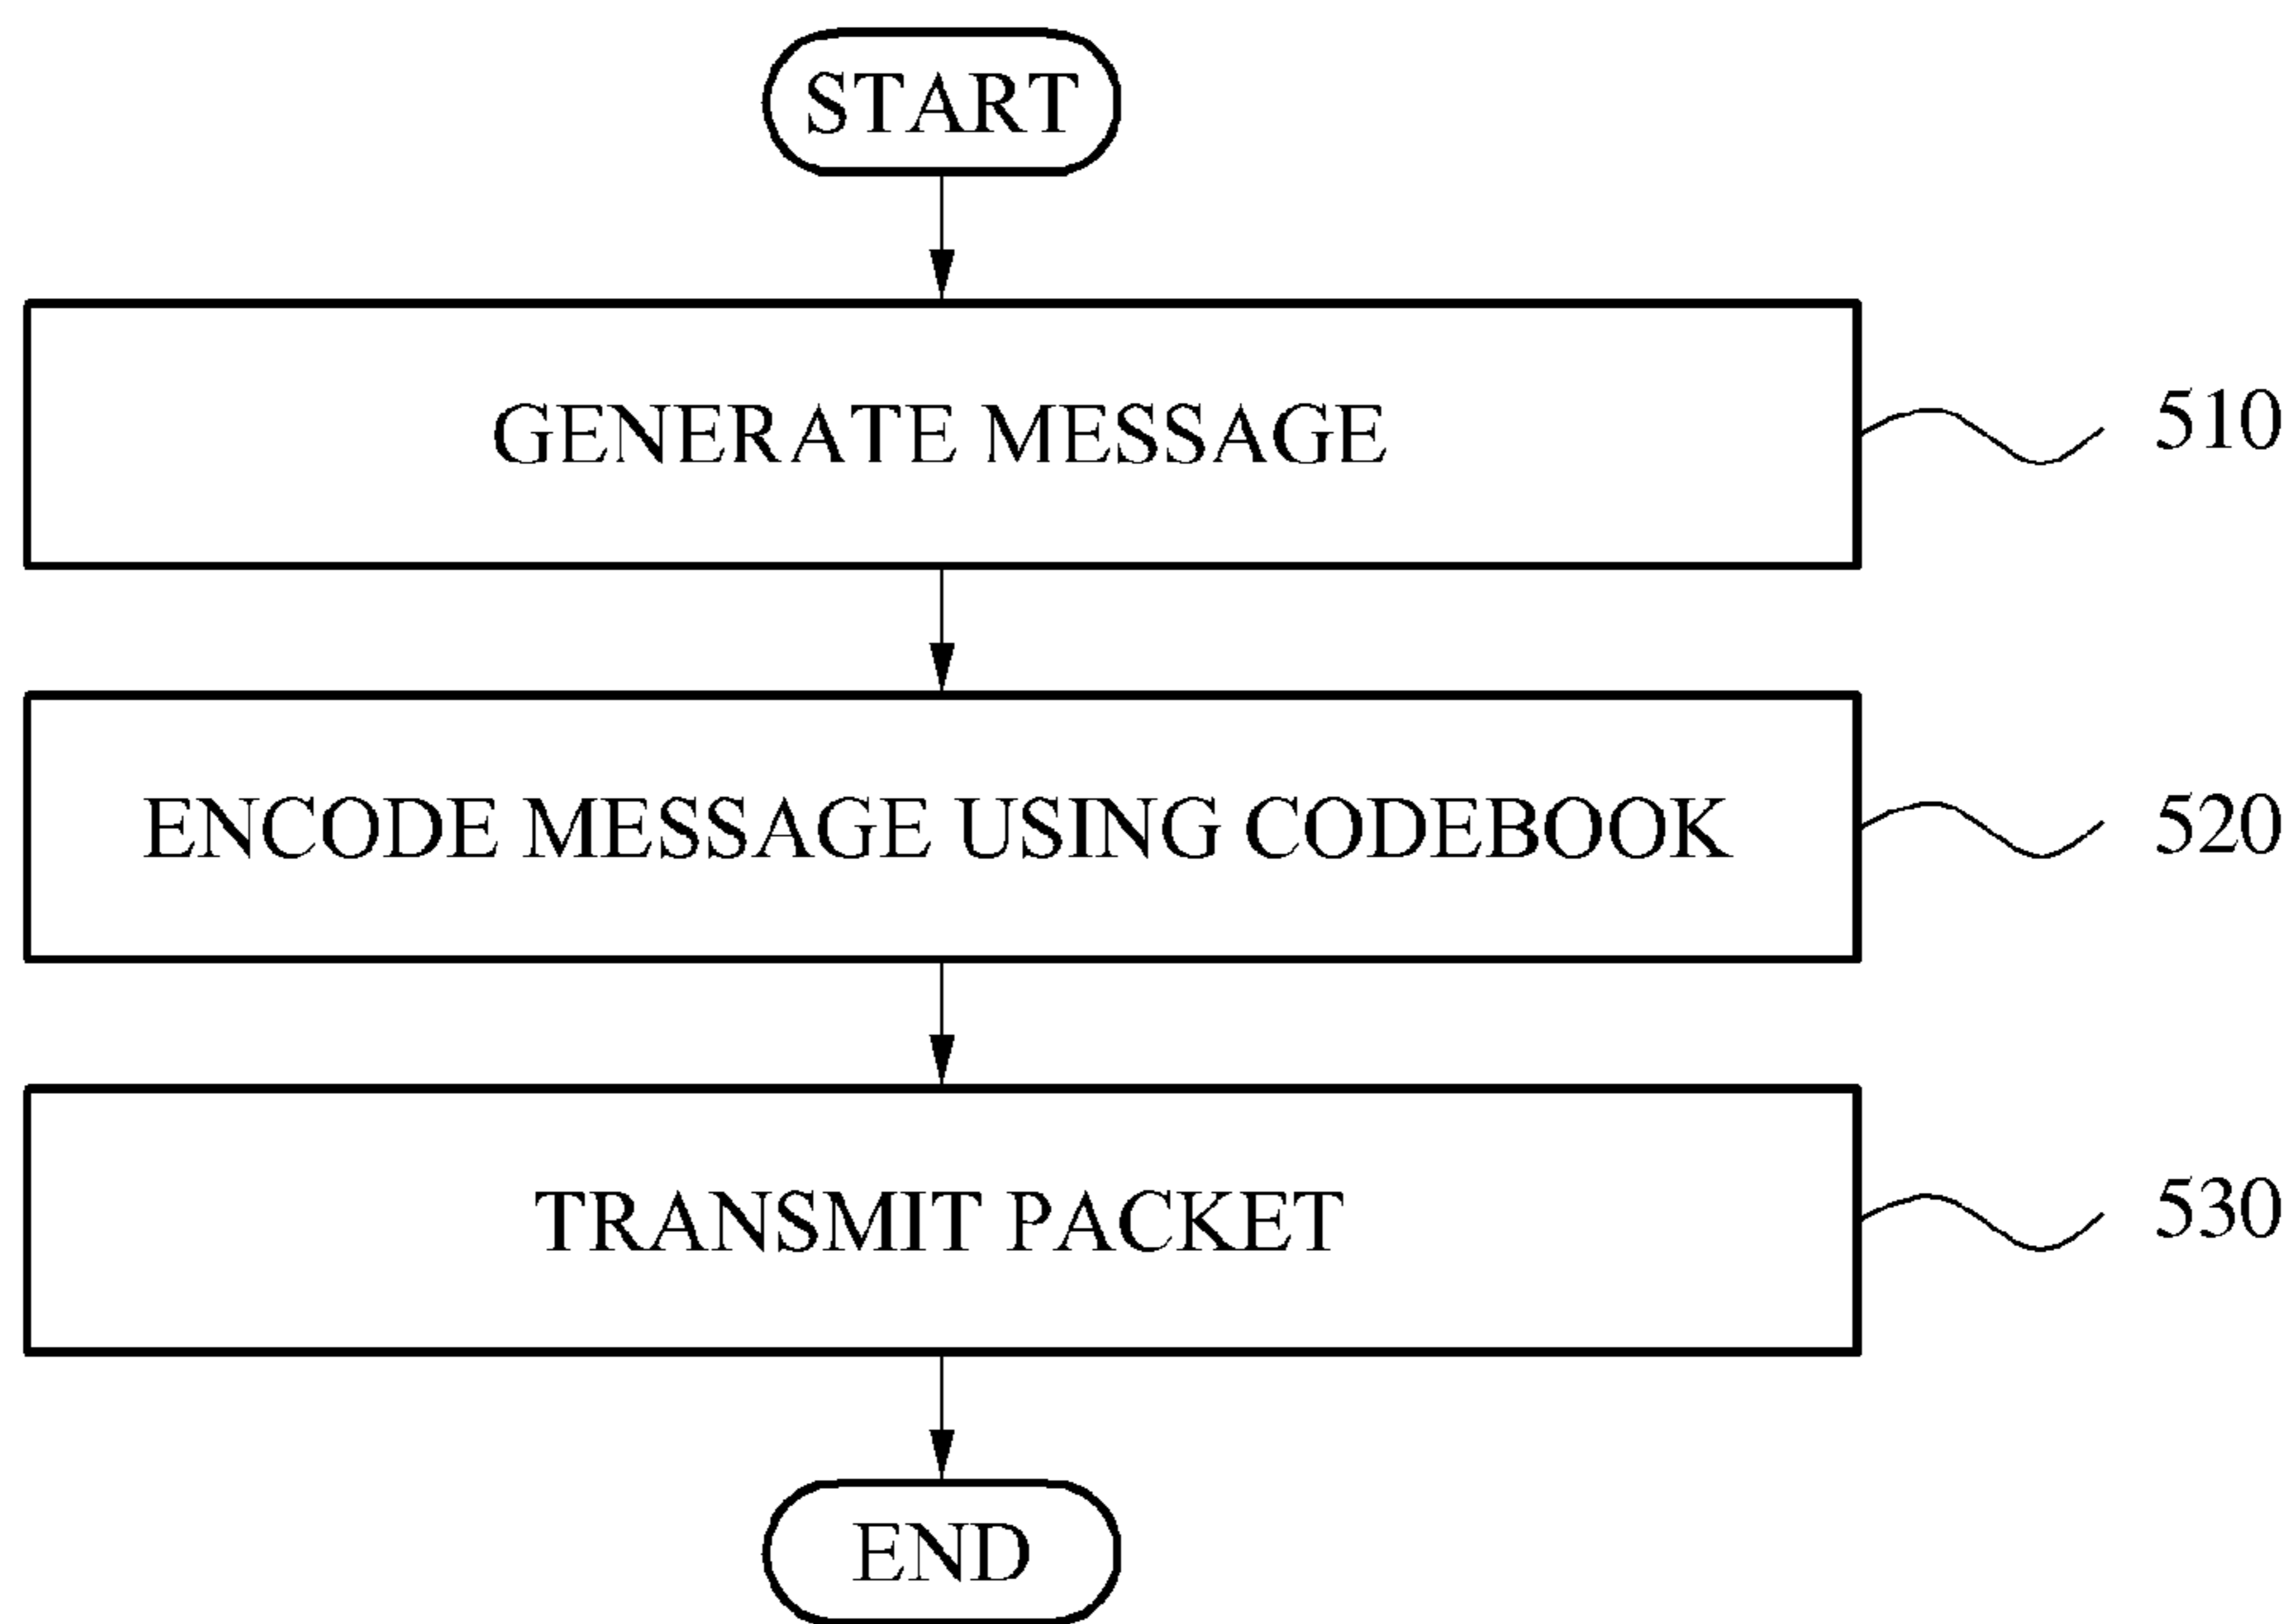 START
GENERATE MESSAGE
510
ENCODE MESSAGE USING CODEBOOK
520
TRANSMIT PACKET
530
END